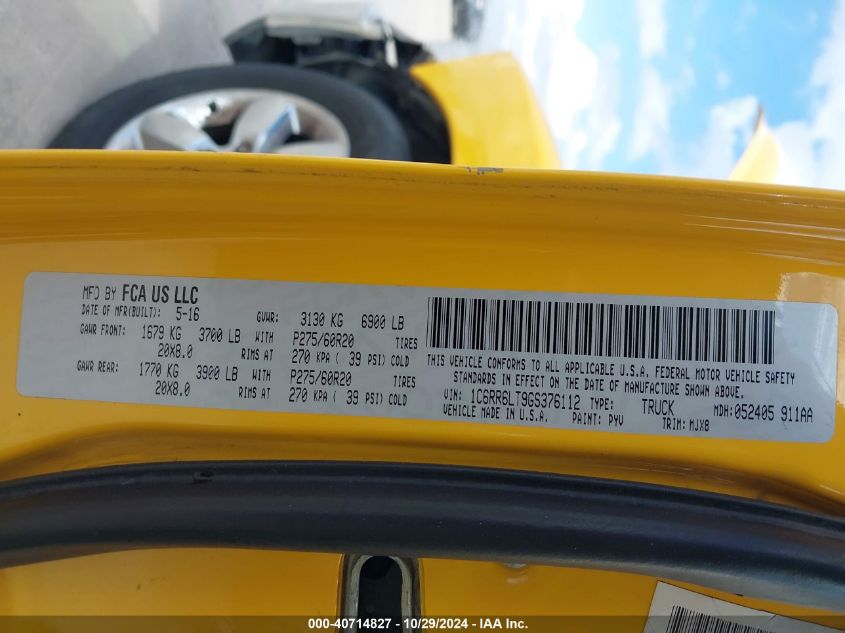 MFD BY FCA US LLC
DATE OF MFR(BUILT): 5-16 GVWR: 3130 KG 6900 LB
GAWR FRONT: 1679 KG 3700 LB WITH P275/60R20 TIRES
20X8.0 RIMS AT 270 KPA ( 39 PSI) COLD
GAWR REAR: 1770 KG 3900 LB WITH P275/60R20 TIRES
20X8.0 RIMS AT 270 KPA ( 39 PSI) COLD
THIS VEHICLE CONFORMS TO ALL APPLICABLE U.S.A. FEDERAL MOTOR VEHICLE SAFETY
STANDARDS IN EFFECT ON THE DATE OF MANUFACTURE SHOWN ABOVE.
VIN: 1C6RR6LT9GS376112 TYPE: TRUCK MDH:052405 911AA
VEHICLE MADE IN U.S.A. PAINT: PYV TRIM: MJX8
000-40714827 - 10/29/2024 - IAA Inc.